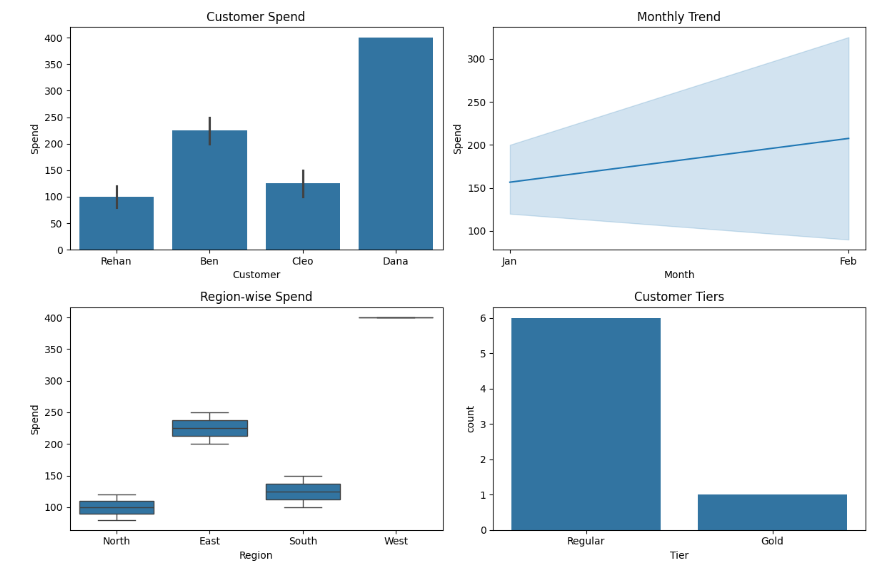 Customer Spend
400
350
300
250
200
150
100
50
0
Spend
Rehan Ben Cleo Dana
Customer
Monthly Trend
300
250
200
150
100
Spend
Jan Feb
Month
Region-wise Spend
400
350
300
250
200
150
100
Spend
North East South West
Region
Customer Tiers
6
5
4
3
2
1
0
count
Regular Gold
Tier